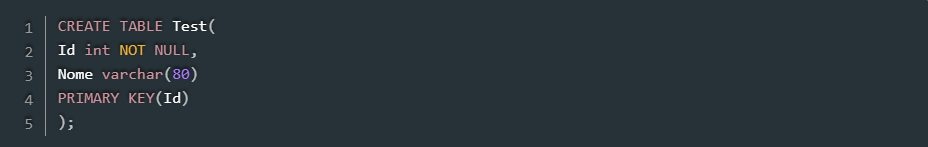 1 CREATE TABLE Test(
2 Id int NOT NULL,
3 Nome varchar(80)
4 PRIMARY KEY(Id)
5 );